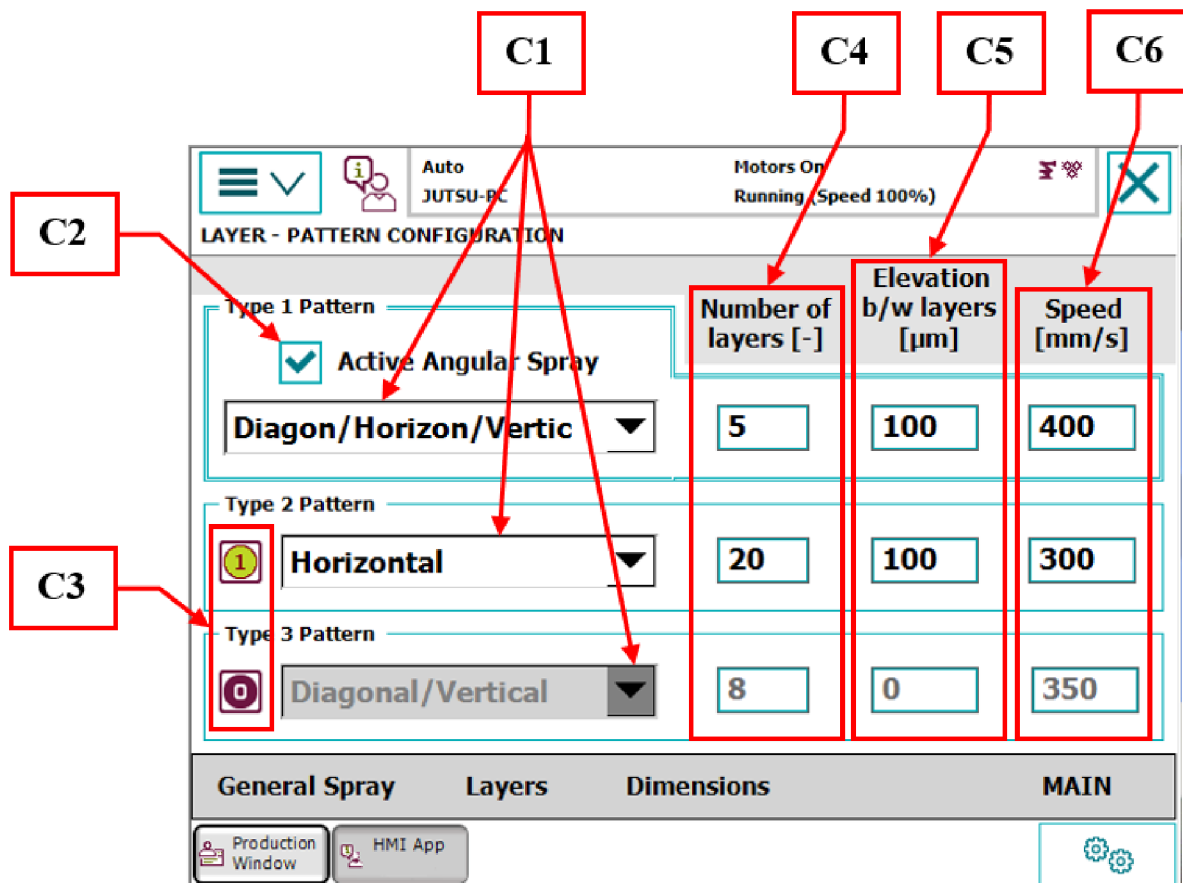 C1
C4
C5
C6
C2
C3
Auto
JUTSU-PC
Motors On
Running (Speed 100%)
LAYER - PATTERN CONFIGURATION
Number of
layers [-]
Elevation
b/w layers
[µm]
Speed
[mm/s]
Type 1 Pattern
Active Angular Spray
Diagon/Horizon/Vertic
5
100
400
Type 2 Pattern
1
Horizontal
20
100
300
Type 3 Pattern
0
Diagonal/Vertical
8
0
350
General Spray
Layers
Dimensions
MAIN
Production
Window
HMI App